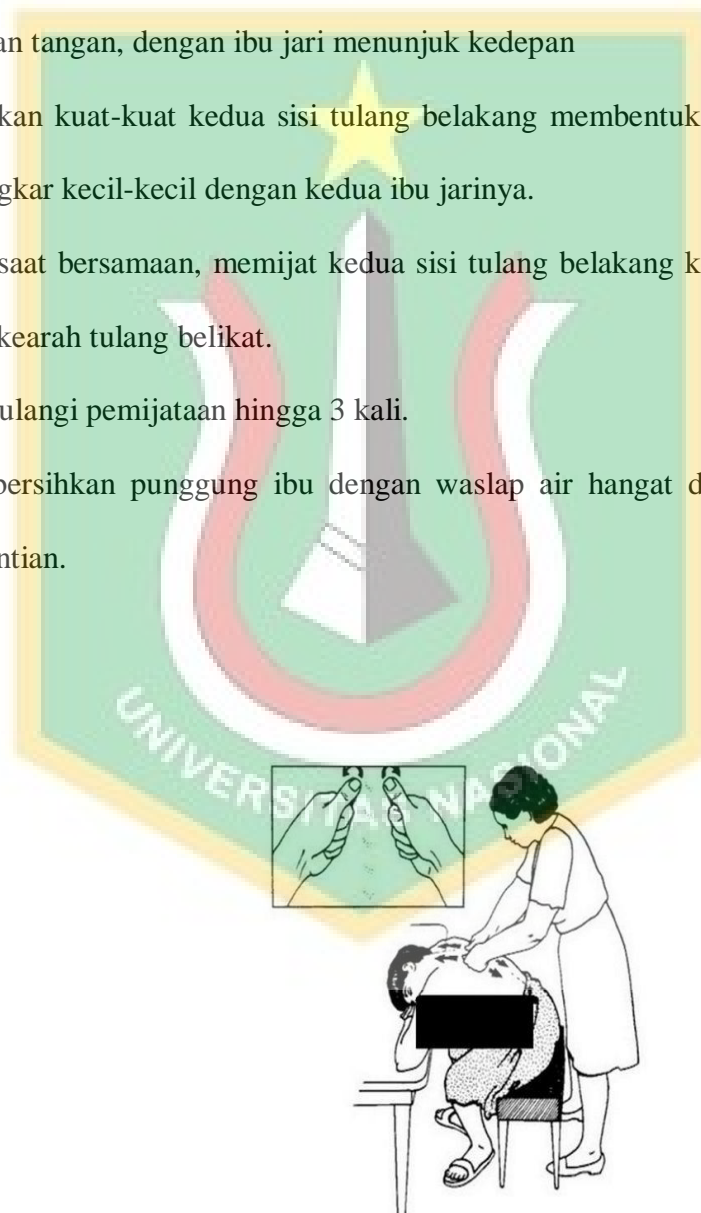 an tangan, dengan ibu jari menunjuk kedepan
kan kuat-kuat kedua sisi tulang belakang membentuk
gkar kecil-kecil dengan kedua ibu jarinya.
saat bersamaan, memijat kedua sisi tulang belakang k
kearah tulang belikat.
ulangi pemijataan hingga 3 kali.
bersihkan punggung ibu dengan waslap air hangat d
ntian.
UNIVERSITAS NASIONAL